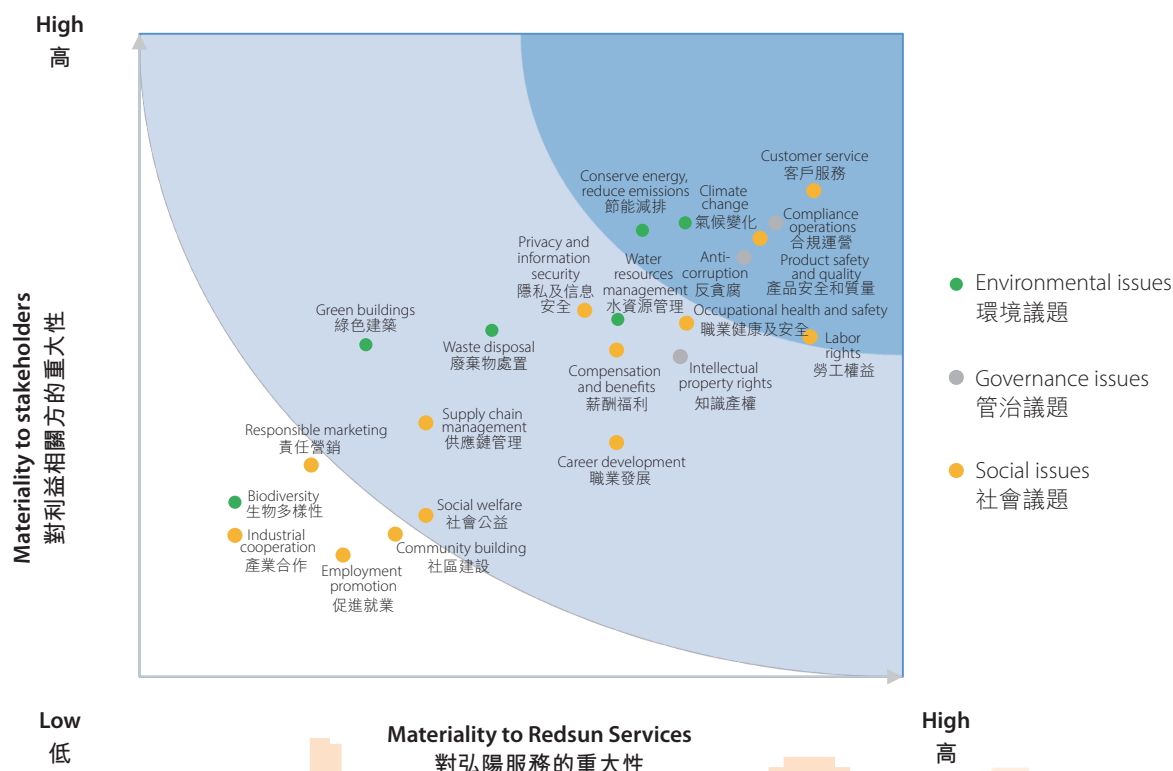 High
高
Customer service
客戶服務
Conserve energy,
reduce emissions
節能減排
Climate
change
氣候變化
Compliance
operations
合規運營
Privacy and
information
security
隱私及信息
安全
Water
resources
management
水資源管理
Anti-
corruption
反貪腐
Product safety
and quality
產品安全和質量
Green buildings
綠色建築
Waste disposal
廢棄物處置
Occupational health and safety
職業健康及安全
Labor
rights
勞工權益
Compensation
and benefits
薪酬福利
Intellectual
property rights
知識產權
Supply chain
management
供應鏈管理
Responsible marketing
責任營銷
Career development
職業發展
Biodiversity
生物多樣性
Social welfare
社會公益
Industrial
cooperation
產業合作
Community building
社區建設
Employment
promotion
促進就業
Materiality to stakeholders
對利益相關方的重大性
Environmental issues
環境議題
Governance issues
管治議題
Social issues
社會議題
Low
低
Materiality to Redsun Services
對弘陽服務的重大性
High
高